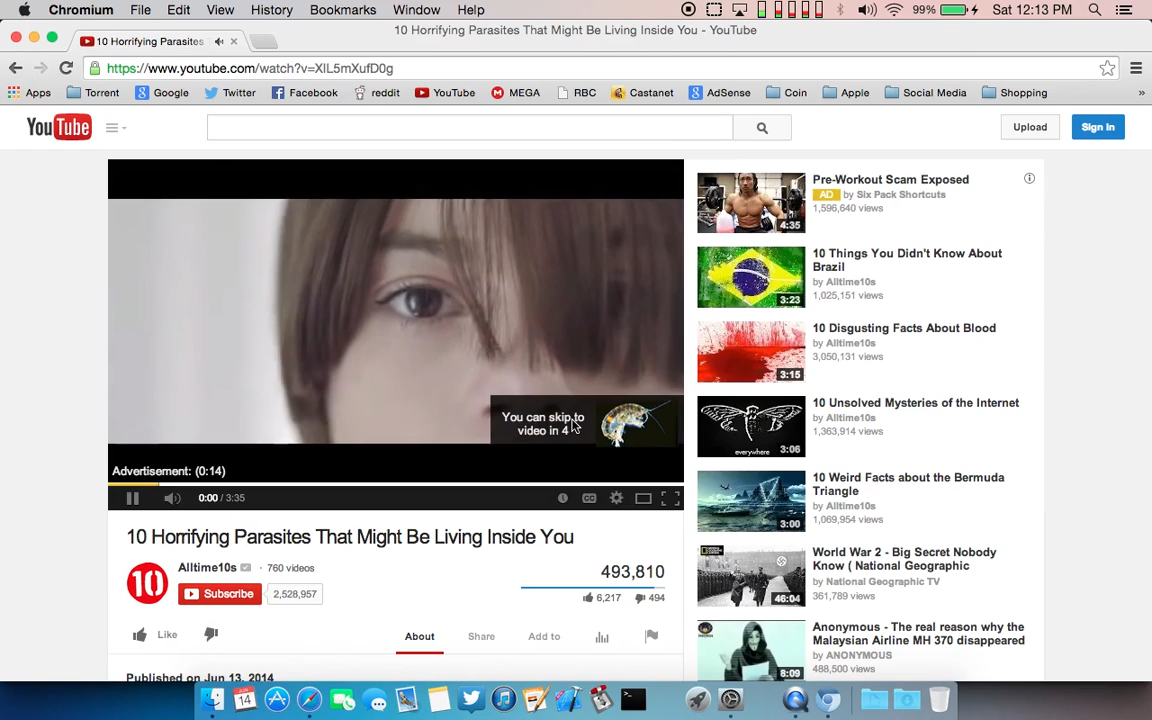 Chromium File Edit View History Bookmarks Window Help 99% Sat 12:13 PM
10 Horrifying Parasites That Might Be Living Inside You - YouTube
10 Horrifying Parasites
https://www.youtube.com/watch?v=XIL5mXufD0g
Apps Torrent Google Twitter Facebook reddit YouTube MEGA RBC Castanet AdSense Coin Apple Social Media Shopping »
YouTube
Upload
Sign in
You can skip to
video in 4
Advertisement: (0:14)
0:00 / 3:35
CC
10 Horrifying Parasites That Might Be Living Inside You
10
Alltime10s · 760 videos
Subscribe 2,528,957
493,810
6,217 494
Like
About Share Add to
Published on Jun 13, 2014
Pre-Workout Scam Exposed
AD by Six Pack Shortcuts
1,596,640 views
4:35
10 Things You Didn't Know About
Brazil
by Alltime10s
1,025,151 views
3:23
10 Disgusting Facts About Blood
by Alltime10s
3,050,131 views
3:15
10 Unsolved Mysteries of the Internet
by Alltime10s
1,363,914 views
everywhere
3:06
10 Weird Facts about the Bermuda
Triangle
by Alltime10s
1,069,954 views
3:00
World War 2 - Big Secret Nobody
Know ( National Geographic
by National Geographic TV
361,789 views
46:04
Anonymous - The real reason why the
Malaysian Airline MH 370 disappeared
by ANONYMOUS
488,500 views
8:09
14